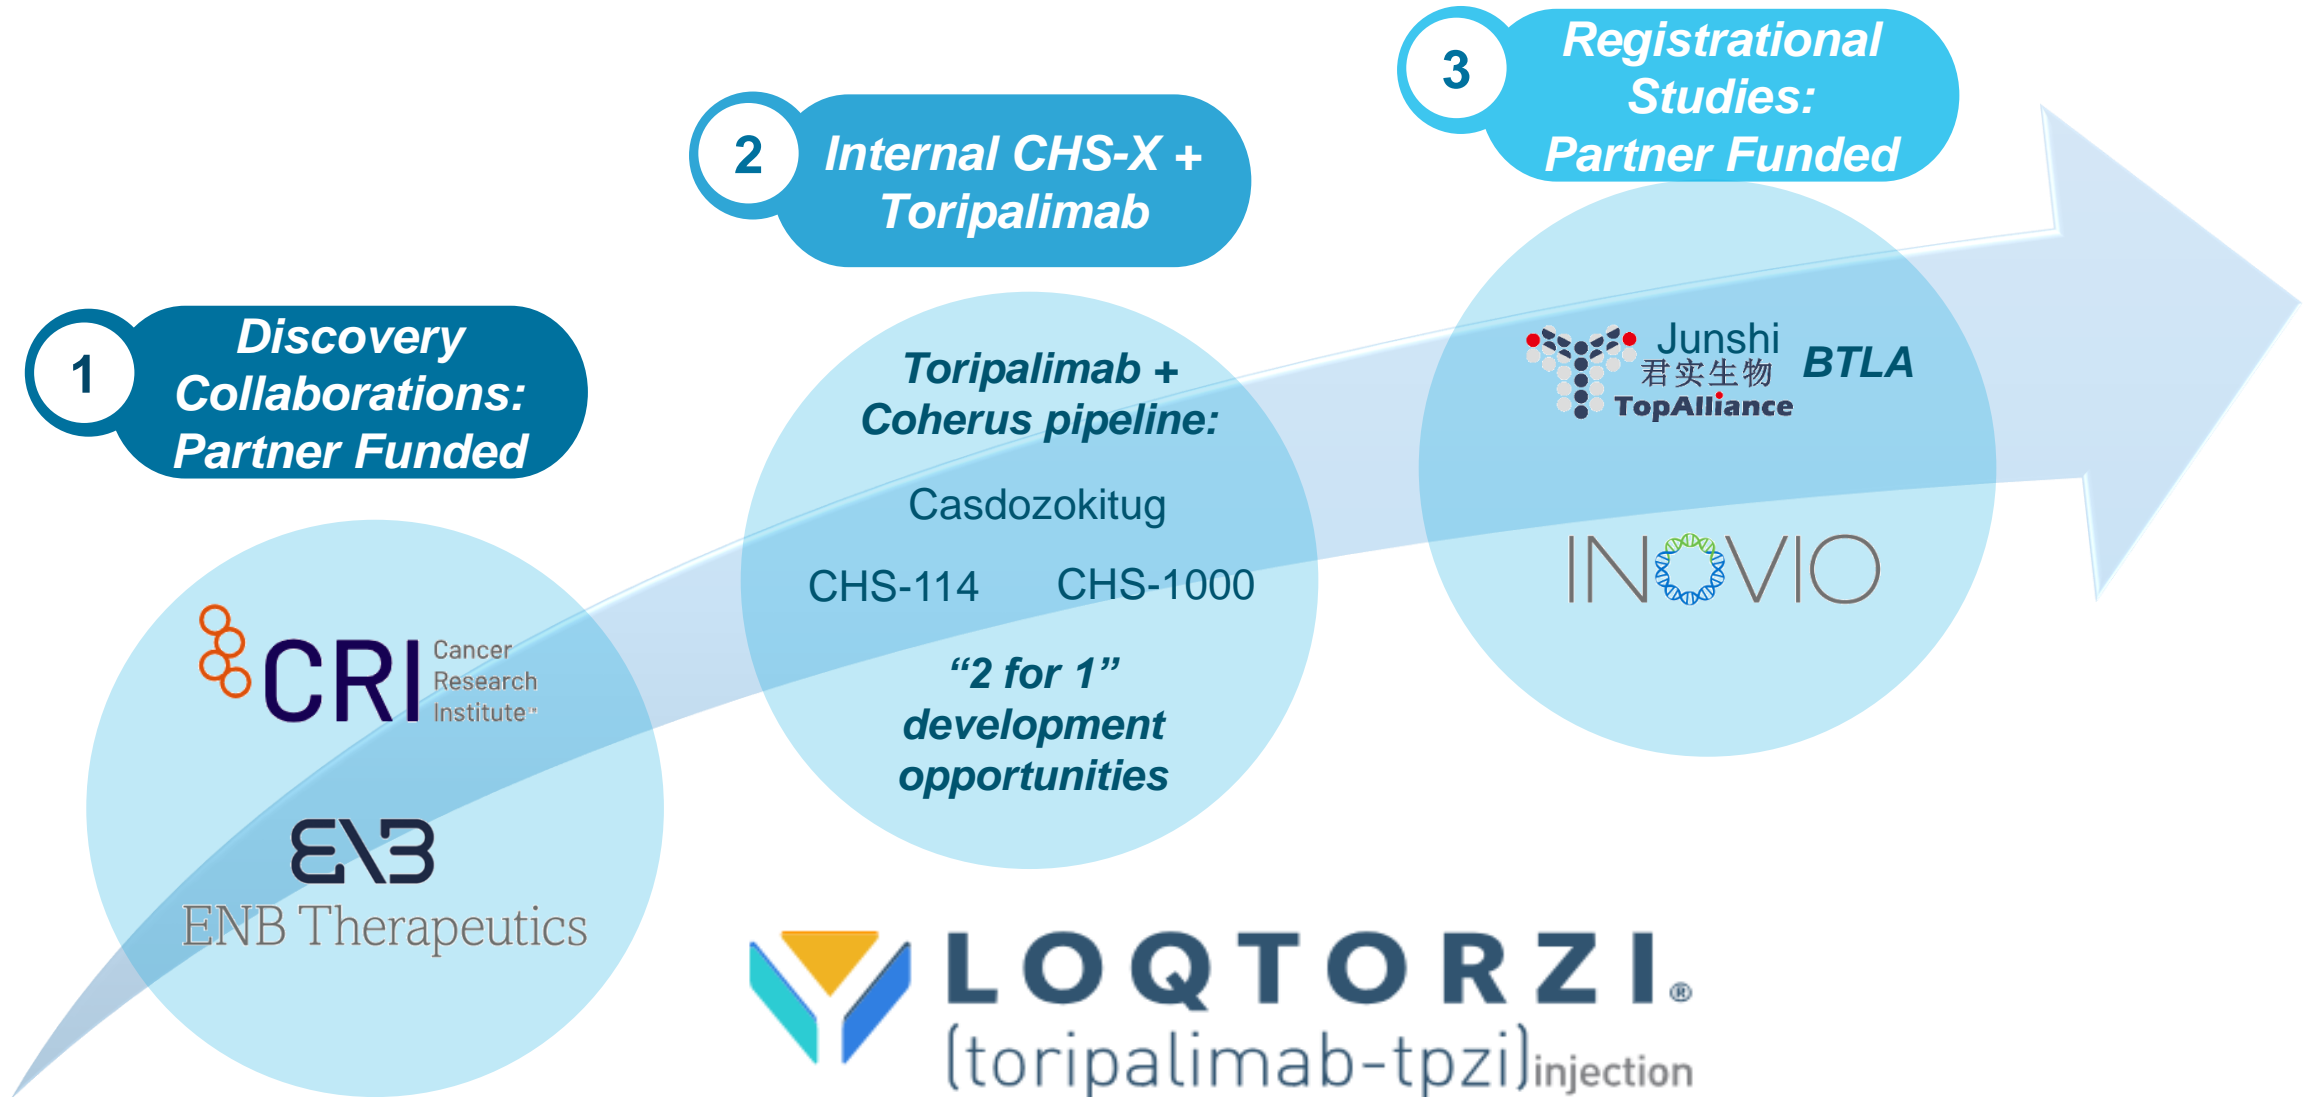 1
Discovery
Collaborations:
Partner Funded
CRI
Cancer
Research
Institute™
ENB
ENB Therapeutics
2
Internal CHS-X +
Toripalimab
Toripalimab +
Coherus pipeline:
Casdozokitug
CHS-114 CHS-1000
“2 for 1”
development
opportunities
3
Registrational
Studies:
Partner Funded
Junshi
君实生物
TopAlliance
BTLA
INOVIO
LOQTORZI®
(toripalimab-tpzi) injection